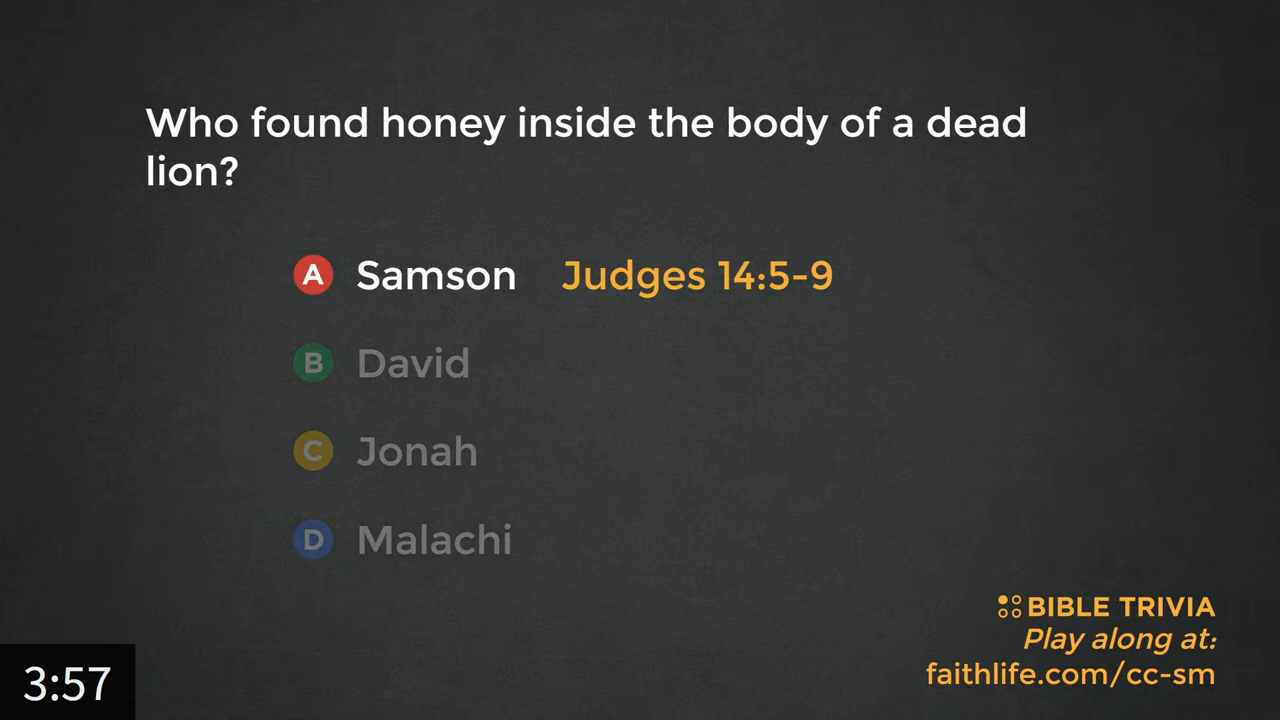 Who found honey inside the body of a dead
lion?
A Samson Judges 14:5-9
B David
C Jonah
D Malachi
BIBLE TRIVIA
Play along at:
faithlife.com/cc-sm
3:57